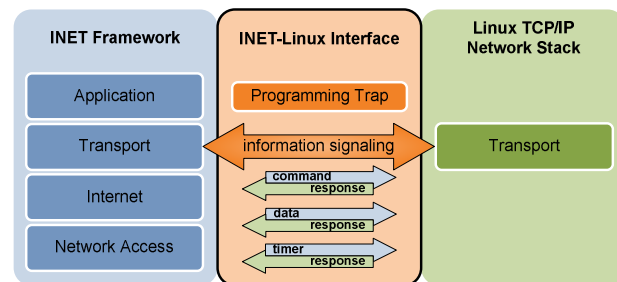 INET Framework
Application
Transport
Internet
Network Access
INET-Linux Interface
Programming Trap
information signaling
command
response
data
response
timer
response
Linux TCP/IP
Network Stack
Transport